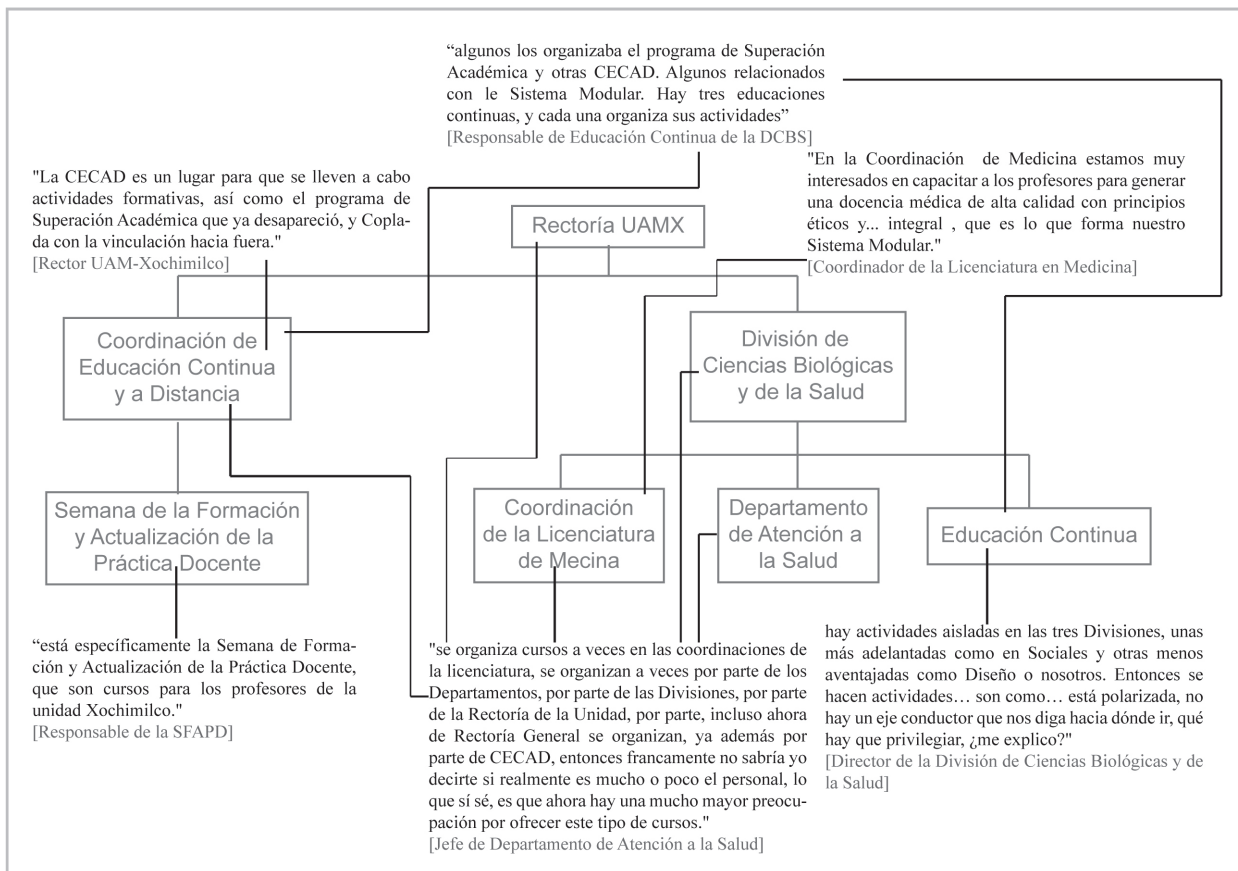 “algunos los organizaba el programa de Superación
Académica y otras CECAD. Algunos relacionados
con le Sistema Modular. Hay tres educaciones
continuas, y cada una organiza sus actividades”
[Responsable de Educación Continua de la DCBS]
"La CECAD es un lugar para que se lleven a cabo
actividades formativas, así como el programa de
Superación Académica que ya desapareció, y Copla-
da con la vinculación hacia fuera."
[Rector UAM-Xochimilco]
"En la Coordinación de Medicina estamos muy
interesados en capacitar a los profesores para generar
una docencia médica de alta calidad con principios
éticos y... integral , que es lo que forma nuestro
Sistema Modular."
[Coordinador de la Licenciatura en Medicina]
Rectoría UAMX
Coordinación de
Educación Continua
y a Distancia
División de
Ciencias Biológicas
y de la Salud
Semana de la Formación
y Actualización de la
Práctica Docente
Coordinación
de la Licenciatura
de Mecina
Departamento
de Atención a
la Salud
Educación Continua
“está específicamente la Semana de Forma-
ción y Actualización de la Práctica Docente,
que son cursos para los profesores de la
unidad Xochimilco."
[Responsable de la SFAPD]
"se organiza cursos a veces en las coordinaciones de
la licenciatura, se organizan a veces por parte de los
Departamentos, por parte de las Divisiones, por parte
de la Rectoría de la Unidad, por parte, incluso ahora
de Rectoría General se organizan, ya además por
parte de CECAD, entonces francamente no sabría yo
decirte si realmente es mucho o poco el personal, lo
que sí sé, es que ahora hay una mucho mayor preocu-
pación por ofrecer este tipo de cursos."
[Jefe de Departamento de Atención a la Salud]
hay actividades aisladas en las tres Divisiones, unas
más adelantadas como en Sociales y otras menos
aventajadas como Diseño o nosotros. Entonces se
hacen actividades… son como… está polarizada, no
hay un eje conductor que nos diga hacia dónde ir, qué
hay que privilegiar, ¿me explico?"
[Director de la División de Ciencias Biológicas y de
la Salud]